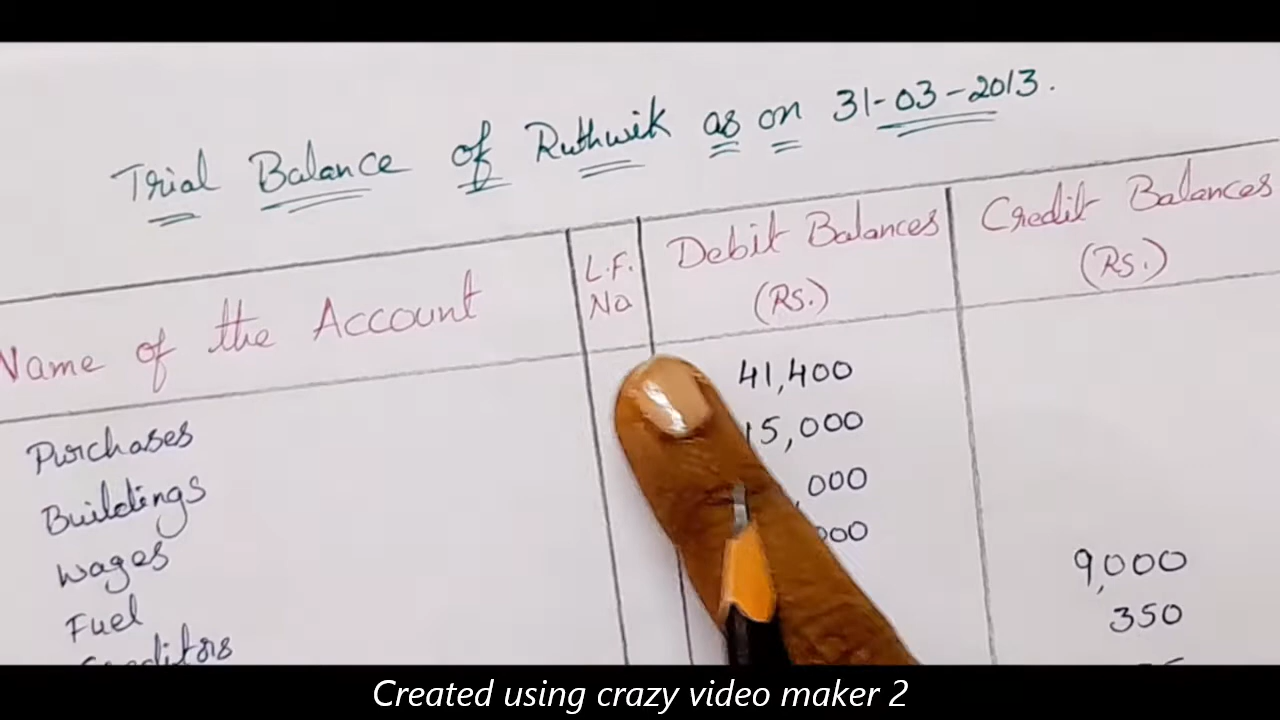 Trial Balance of Ruthwik as on 31-03-2013.
Name of the Account
L.F. No
Debit Balances (Rs.)
Credit Balances (Rs.)
Purchases 41,400
Buildings 15,000
Wages ,000
Fuel 000
Creditors 9,000
350
Created using crazy video maker 2